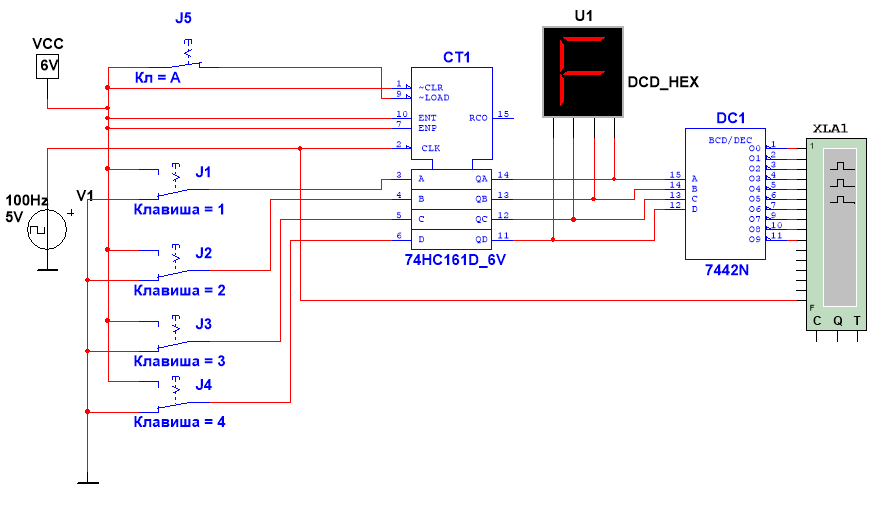 J5
VCC
6V
Кл = A
CT1
1
~CLR
9
~LOAD
10
ENT
7
ENP
RCO
15
2
CLK
U1
DCD_HEX
DC1
BCD/DEC
XLA1
J1
Клавиша = 1
V1
100Hz
5V
3
A
QA
14
4
B
QB
13
5
C
QC
12
6
D
QD
11
74HC161D_6V
15
A
14
B
13
C
12
D
O0
1
O1
2
O2
3
O3
4
O4
5
O5
6
O6
7
O7
9
O8
10
O9
11
7442N
1
F
C Q T
J2
Клавиша = 2
J3
Клавиша = 3
J4
Клавиша = 4
F